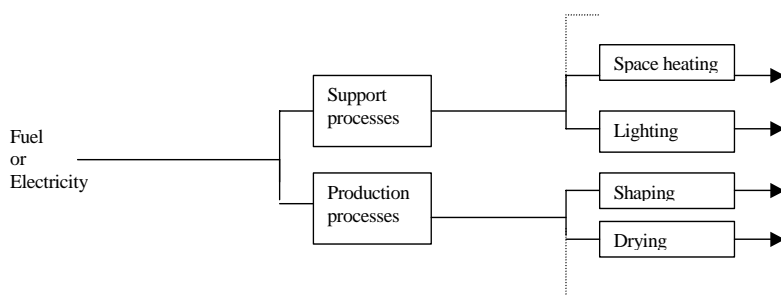 Fuel
or
Electricity
Support
processes
Production
processes
Space heating
Lighting
Shaping
Drying